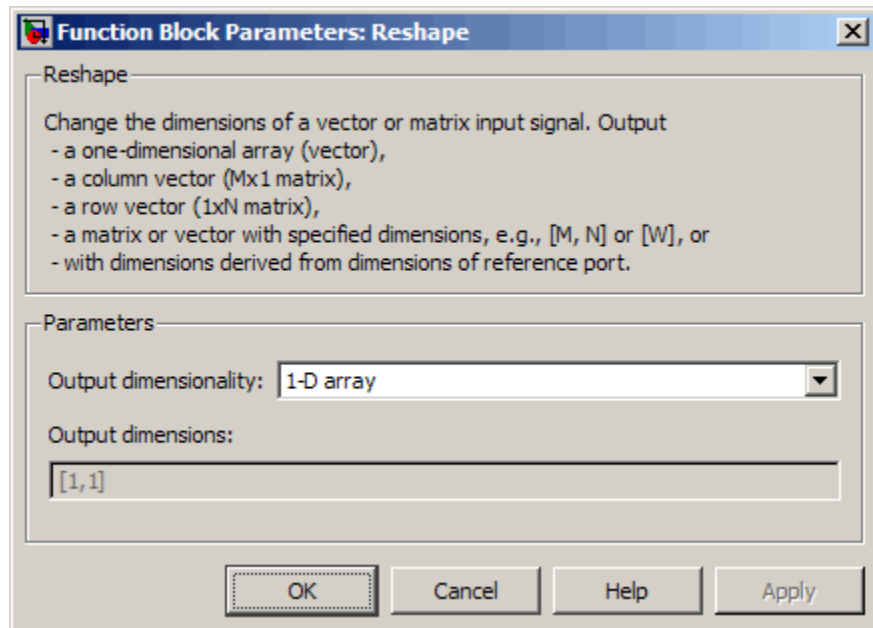 Function Block Parameters: Reshape
Reshape
Change the dimensions of a vector or matrix input signal. Output
- a one-dimensional array (vector),
- a column vector (Mx1 matrix),
- a row vector (1xN matrix),
- a matrix or vector with specified dimensions, e.g., [M, N] or [W], or
- with dimensions derived from dimensions of reference port.
Parameters
Output dimensionality: 1-D array
Output dimensions:
[1,1]
OK Cancel Help Apply